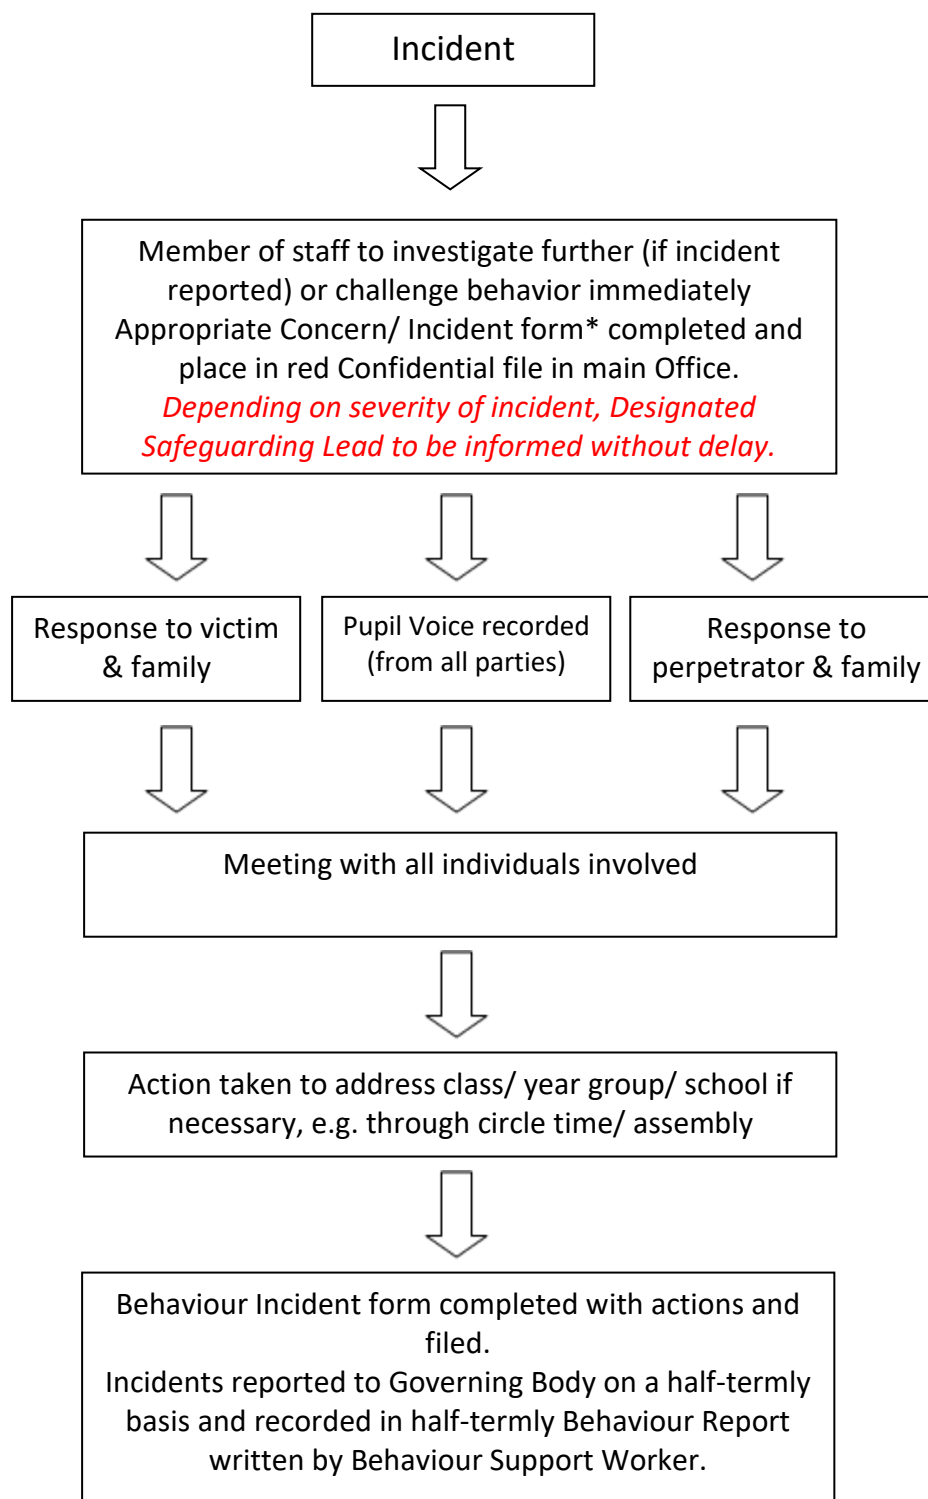 Incident
Member of staff to investigate further (if incident
reported) or challenge behavior immediately
Appropriate Concern/ Incident form* completed and
place in red Confidential file in main Office.
Depending on severity of incident, Designated
Safeguarding Lead to be informed without delay.
Response to victim
& family
Pupil Voice recorded
(from all parties)
Response to
perpetrator & family
Meeting with all individuals involved
Action taken to address class/ year group/ school if
necessary, e.g. through circle time/ assembly
Behaviour Incident form completed with actions and
filed.
Incidents reported to Governing Body on a half-termly
basis and recorded in half-termly Behaviour Report
written by Behaviour Support Worker.